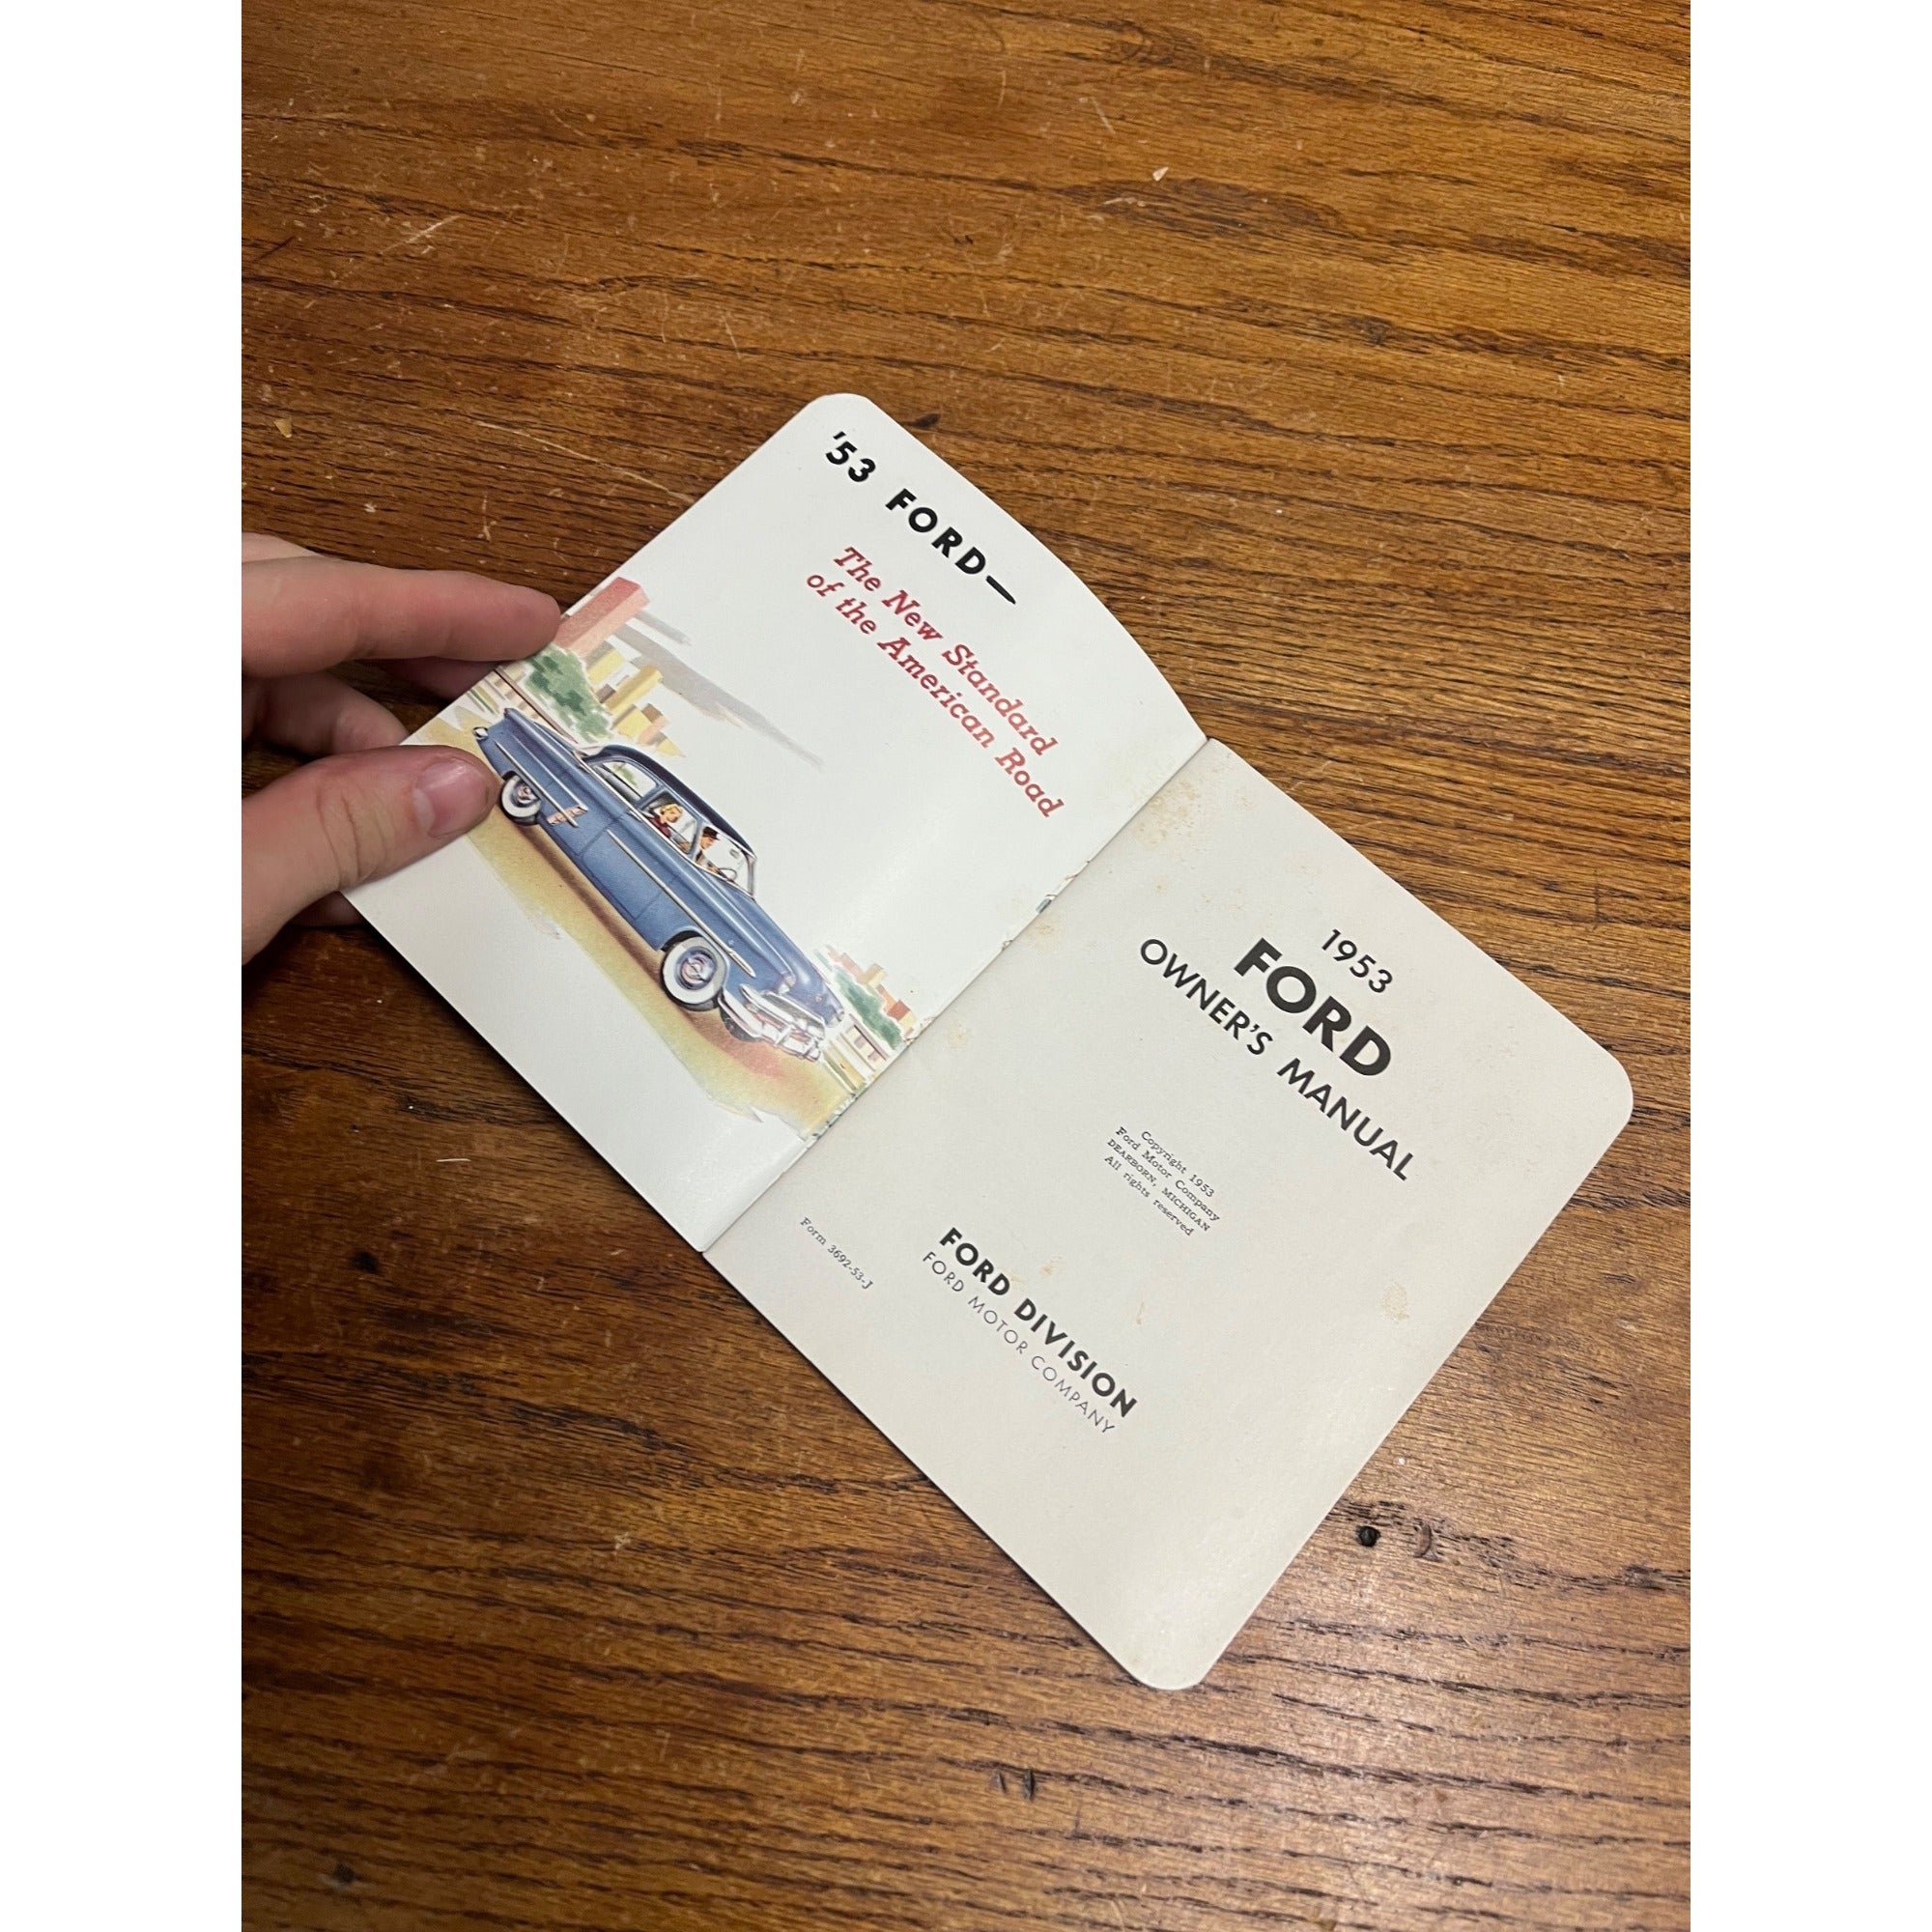 '53 FORD—
The New Standard
of the American Road
1953
FORD
OWNER'S MANUAL
Copyright 1953
Ford Motor Company
DEARBORN, MICHIGAN
All rights reserved
FORD DIVISION
FORD MOTOR COMPANY
Form 3692-53-J